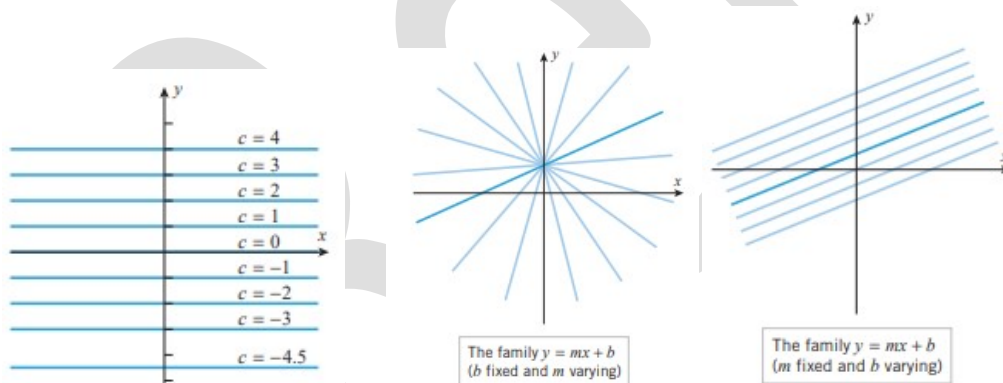 y
c = 4
c = 3
c = 2
c = 1
x
c = 0
c = −1
c = −2
c = −3
c = −4.5
y
x
The family y = mx + b
(b fixed and m varying)
y
x
The family y = mx + b
(m fixed and b varying)